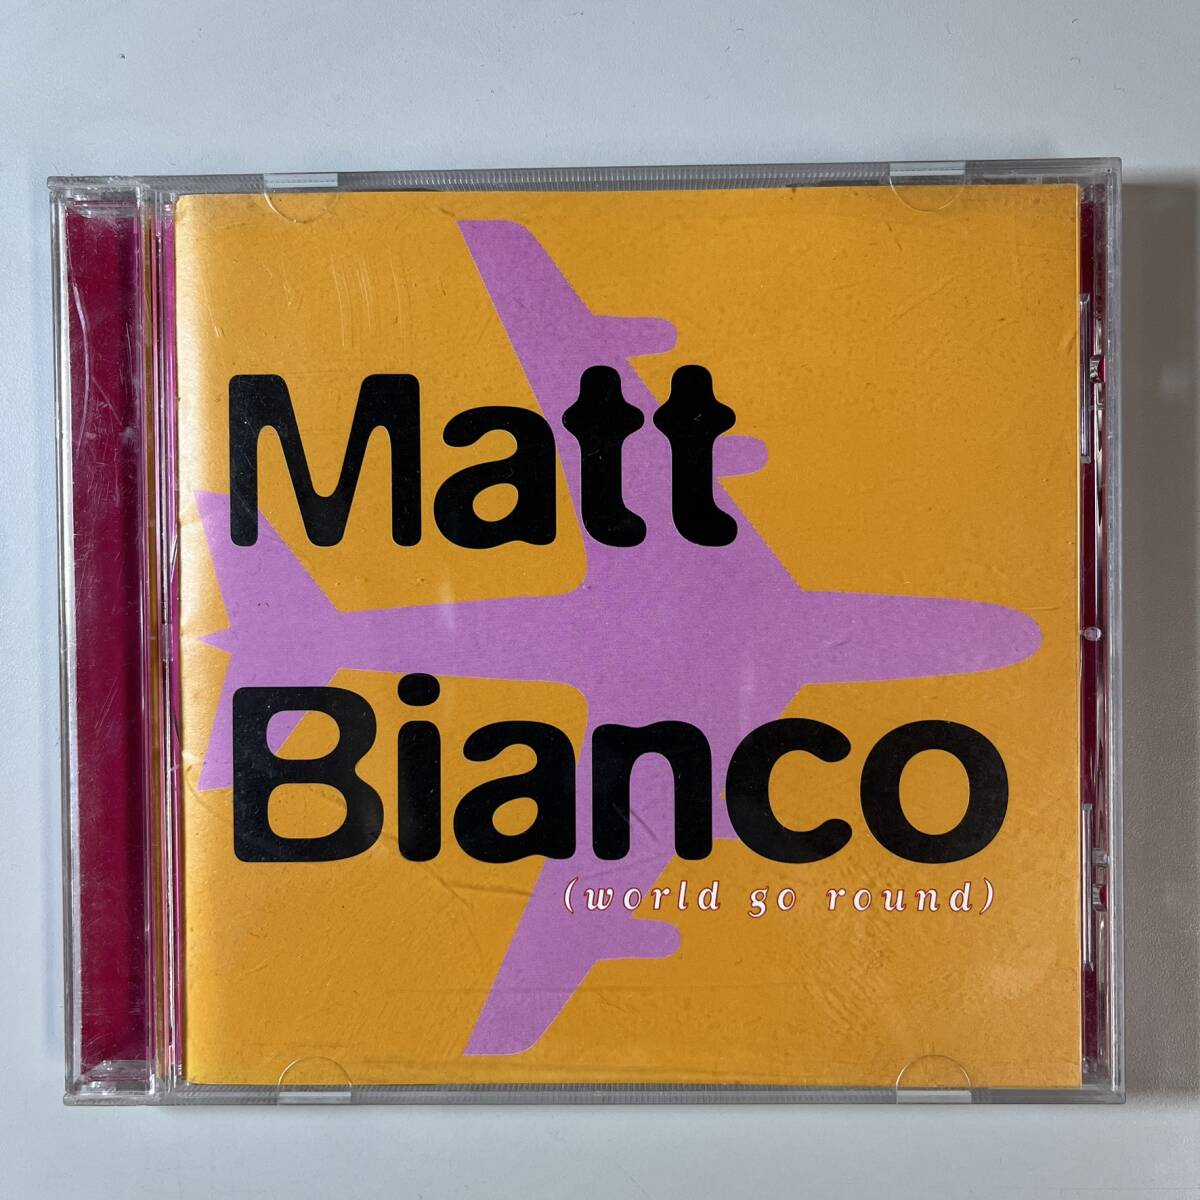 Matt
Bianco
(world go round)